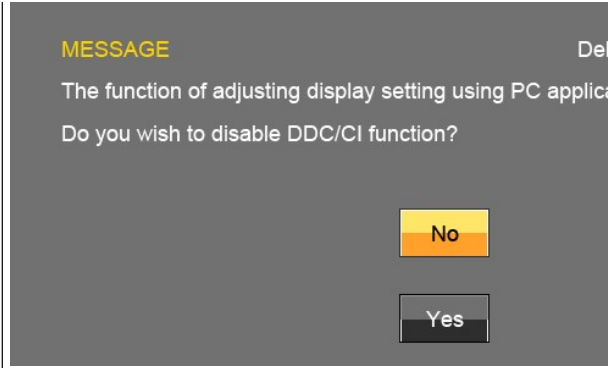 MESSAGE Del
The function of adjusting display setting using PC applica
Do you wish to disable DDC/CI function?
No
Yes